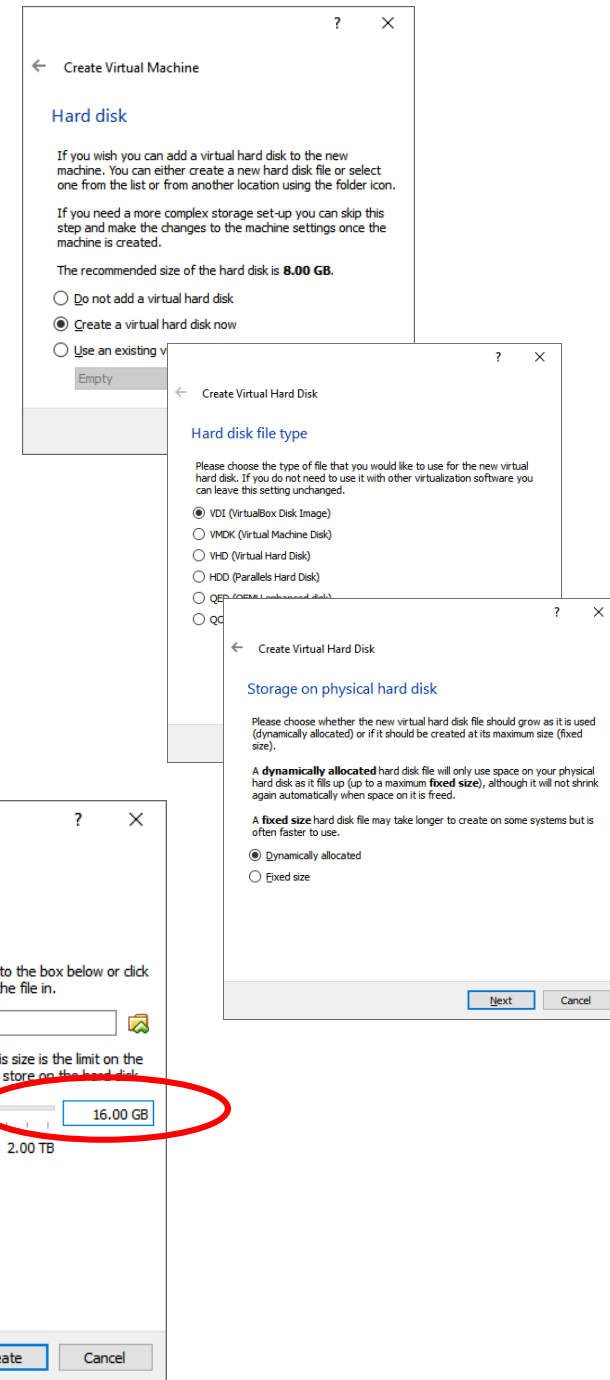 ?
×
← Create Virtual Machine
Hard disk
If you wish you can add a virtual hard disk to the new
machine. You can either create a new hard disk file or select
one from the list or from another location using the folder icon.
If you need a more complex storage set-up you can skip this
step and make the changes to the machine settings once the
machine is created.
The recommended size of the hard disk is 8.00 GB.
Do not add a virtual hard disk
Create a virtual hard disk now
Use an existing v
Empty
?
×
← Create Virtual Hard Disk
Hard disk file type
Please choose the type of file that you would like to use for the new virtual
hard disk. If you do not need to use it with other virtualization software you
can leave this setting unchanged.
VDI (VirtualBox Disk Image)
VMDK (Virtual Machine Disk)
VHD (Virtual Hard Disk)
HDD (Parallels Hard Disk)
QED (QEMU enhanced disk)
QC
?
×
← Create Virtual Hard Disk
Storage on physical hard disk
Please choose whether the new virtual hard disk file should grow as it is used
(dynamically allocated) or if it should be created at its maximum size (fixed
size).
A dynamically allocated hard disk file will only use space on your physical
hard disk as it fills up (up to a maximum fixed size), although it will not shrink
again automatically when space on it is freed.
A fixed size hard disk file may take longer to create on some systems but is
often faster to use.
Dynamically allocated
Fixed size
Next
Cancel
?
×
to the box below or click
he file in.
is size is the limit on the
store on the hard disk.
16.00 GB
2.00 TB
eate
Cancel